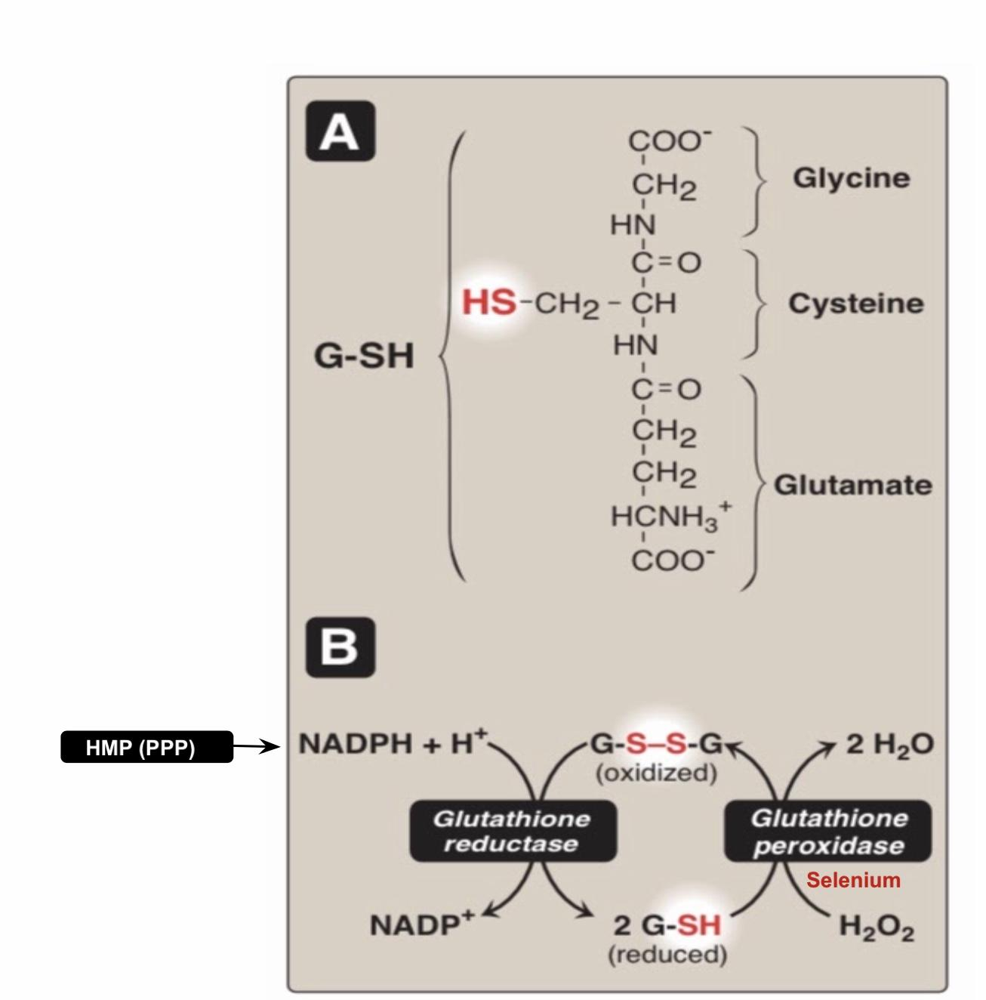 A
COO-
CH2
Glycine
HN
C=O
HS-CH2-CH
Cysteine
HN
G-SH
C=O
CH2
CH2
Glutamate
HCNH3+
COO-
B
HMP (PPP)
NADPH + H+
G-S–S-G
(oxidized)
2 H2O
Glutathione
reductase
Glutathione
peroxidase
Selenium
NADP+
2 G-SH
(reduced)
H2O2